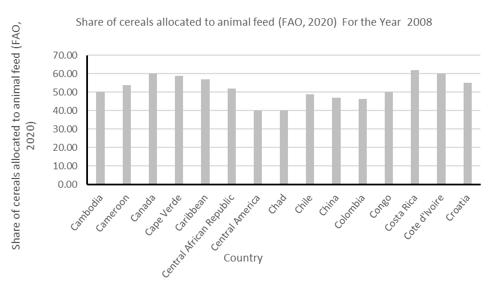 Share of cereals allocated to animal feed (FAO, 2020)  For the Year  2008
Share of cereals allocated to animal feed (FAO,
2020)
70.00
60.00
50.00
40.00
30.00
20.00
10.00
0.00
Cambodia
Cameroon
Canada
Cape Verde
Caribbean
Central African Republic
Central America
Chad
Chile
China
Colombia
Congo
Costa Rica
Cote d'Ivoire
Croatia
Country